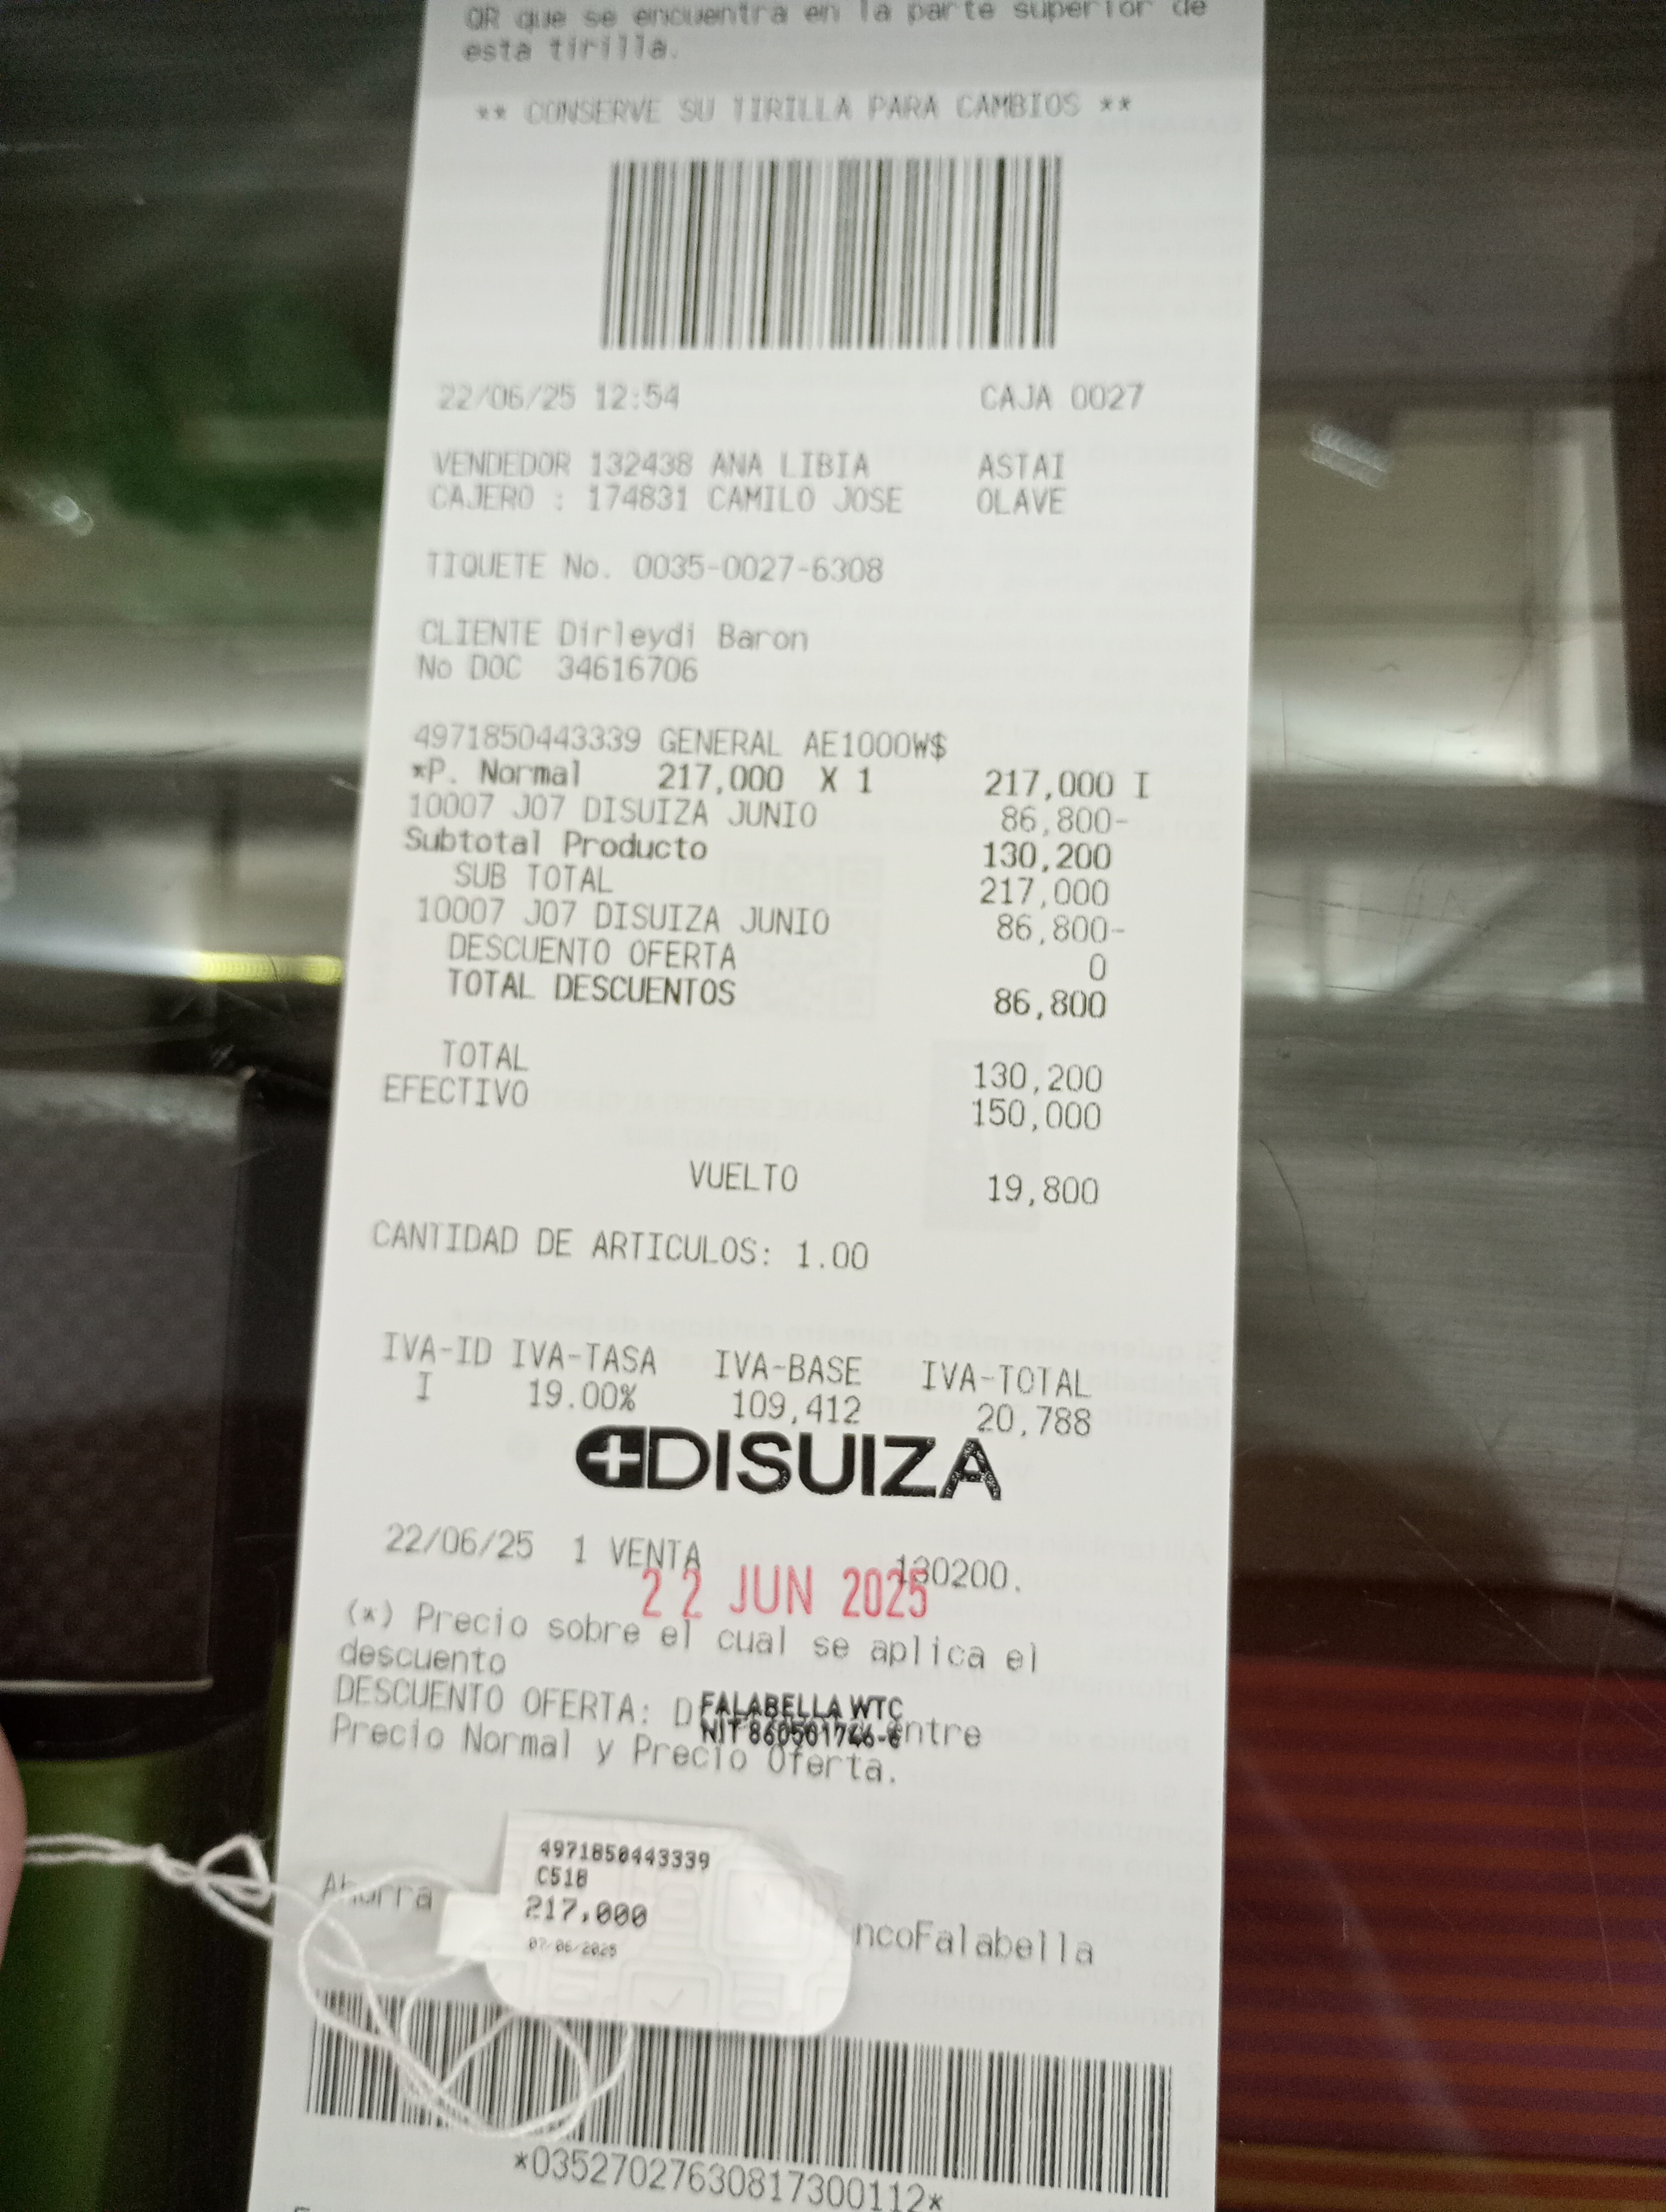 QR que se encuentra en la parte superior de
esta tirilla.
** CONSERVE SU TIRILLA PARA CAMBIOS **
22/06/25 12:54 CAJA 0027
VENDEDOR 132438 ANA LIBIA ASTAI
CAJERO : 174831 CAMILO JOSE OLAVE
TIQUETE No. 0035-0027-6308
CLIENTE Dirleydi Baron
No DOC 34616706
4971850443339 GENERAL AE1000W$
*P. Normal 217,000 X 1 217,000 I
10007 J07 DISUIZA JUNIO 86,800-
Subtotal Producto 130,200
SUB TOTAL 217,000
10007 J07 DISUIZA JUNIO 86,800-
DESCUENTO OFERTA 0
TOTAL DESCUENTOS 86,800
TOTAL 130,200
EFECTIVO 150,000
VUELTO 19,800
CANTIDAD DE ARTICULOS: 1.00
IVA-ID IVA-TASA IVA-BASE IVA-TOTAL
I 19.00% 109,412 20,788
DISUIZA
22/06/25 1 VENTA 130200.
22 JUN 2025
(*) Precio sobre el cual se aplica el
descuento
DESCUENTO OFERTA: D
FALABELLA WTC
NIT 860501746-6 entre
Precio Normal y Precio Oferta.
4971850443339
C518
217,000
07/06/2025
Ahorra ncoFalabella
*03527027630817300112*